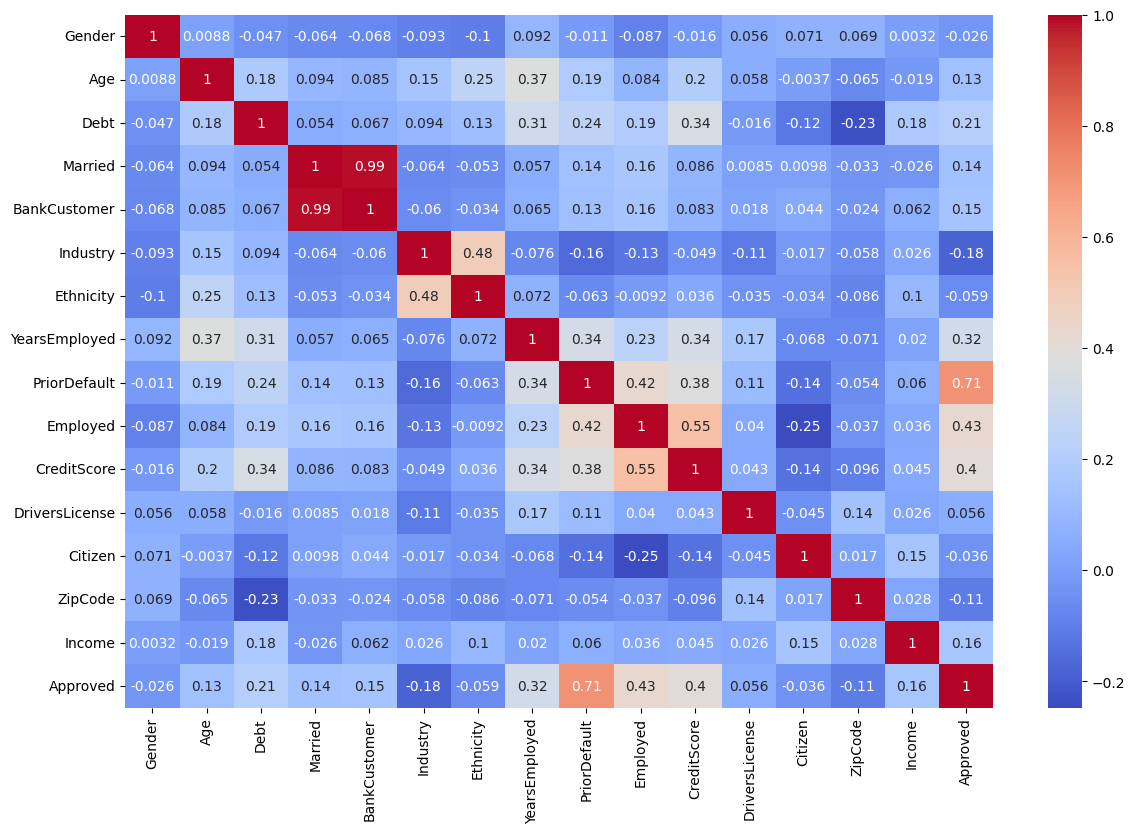 Gender 1 0.0088 -0.047 -0.064 -0.068 -0.093 -0.1 0.092 -0.011 -0.087 -0.016 0.056 0.071 0.069 0.0032 -0.026
Age 0.0088 1 0.18 0.094 0.085 0.15 0.25 0.37 0.19 0.084 0.2 0.058 -0.0037 -0.065 -0.019 0.13
Debt -0.047 0.18 1 0.054 0.067 0.094 0.13 0.31 0.24 0.19 0.34 -0.016 -0.12 -0.23 0.18 0.21
Married -0.064 0.094 0.054 1 0.99 -0.064 -0.053 0.057 0.14 0.16 0.086 0.0085 0.0098 -0.033 -0.026 0.14
BankCustomer -0.068 0.085 0.067 0.99 1 -0.06 -0.034 0.065 0.13 0.16 0.083 0.018 0.044 -0.024 0.062 0.15
Industry -0.093 0.15 0.094 -0.064 -0.06 1 0.48 -0.076 -0.16 -0.13 -0.049 -0.11 -0.017 -0.058 0.026 -0.18
Ethnicity -0.1 0.25 0.13 -0.053 -0.034 0.48 1 0.072 -0.063 -0.0092 0.036 -0.035 -0.034 -0.086 0.1 -0.059
YearsEmployed 0.092 0.37 0.31 0.057 0.065 -0.076 0.072 1 0.34 0.23 0.34 0.17 -0.068 -0.071 0.02 0.32
PriorDefault -0.011 0.19 0.24 0.14 0.13 -0.16 -0.063 0.34 1 0.42 0.38 0.11 -0.14 -0.054 0.06 0.71
Employed -0.087 0.084 0.19 0.16 0.16 -0.13 -0.0092 0.23 0.42 1 0.55 0.04 -0.25 -0.037 0.036 0.43
CreditScore -0.016 0.2 0.34 0.086 0.083 -0.049 0.036 0.34 0.38 0.55 1 0.043 -0.14 -0.096 0.045 0.4
DriversLicense 0.056 0.058 -0.016 0.0085 0.018 -0.11 -0.035 0.17 0.11 0.04 0.043 1 -0.045 0.14 0.026 0.056
Citizen 0.071 -0.0037 -0.12 0.0098 0.044 -0.017 -0.034 -0.068 -0.14 -0.25 -0.14 -0.045 1 0.017 0.15 -0.036
ZipCode 0.069 -0.065 -0.23 -0.033 -0.024 -0.058 -0.086 -0.071 -0.054 -0.037 -0.096 0.14 0.017 1 0.028 -0.11
Income 0.0032 -0.019 0.18 -0.026 0.062 0.026 0.1 0.02 0.06 0.036 0.045 0.026 0.15 0.028 1 0.16
Approved -0.026 0.13 0.21 0.14 0.15 -0.18 -0.059 0.32 0.71 0.43 0.4 0.056 -0.036 -0.11 0.16 1
Gender Age Debt Married BankCustomer Industry Ethnicity YearsEmployed PriorDefault Employed CreditScore DriversLicense Citizen ZipCode Income Approved
1.0
0.8
0.6
0.4
0.2
0.0
−0.2